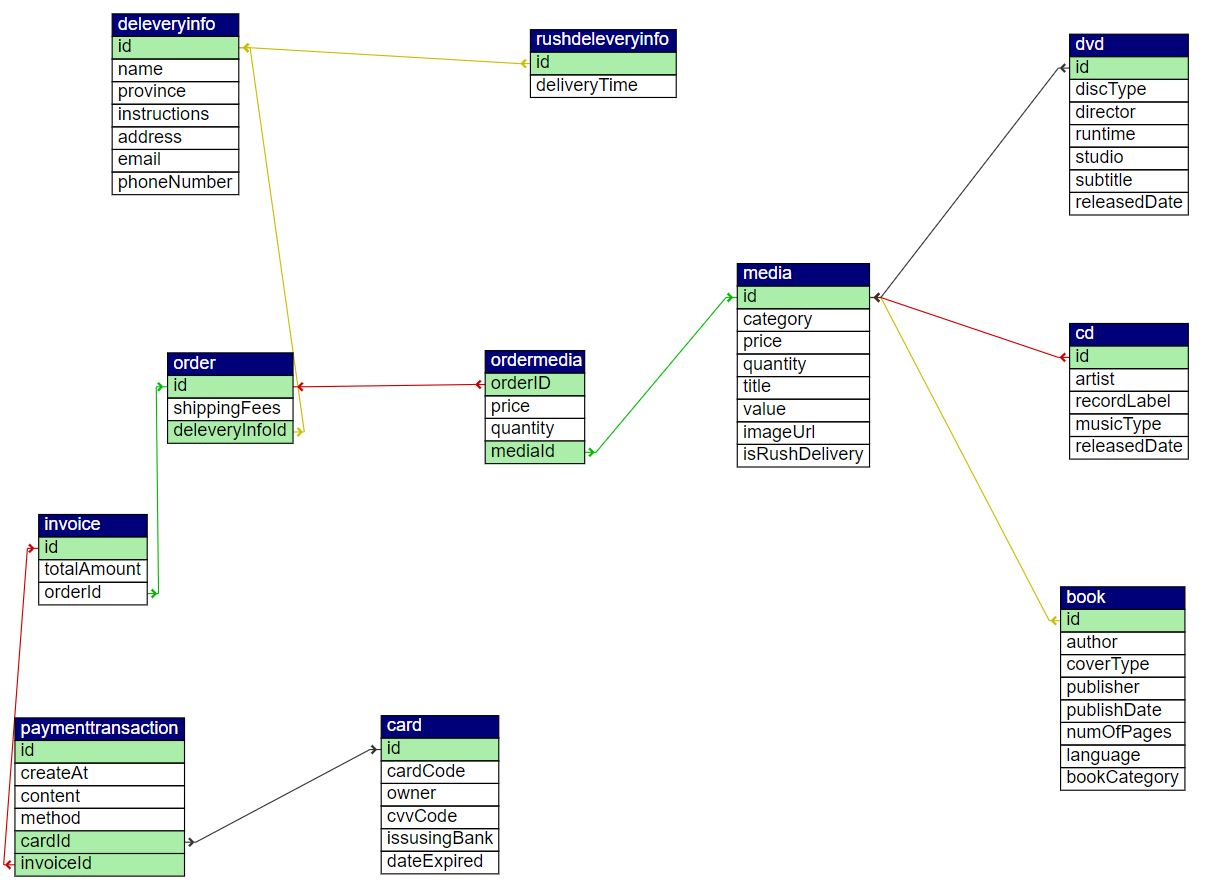 deleveryinfo
id
name
province
instructions
address
email
phoneNumber
rushdeleveryinfo
id
deliveryTime
dvd
id
discType
director
runtime
studio
subtitle
releasedDate
media
id
category
price
quantity
title
value
imageUrl
isRushDelivery
cd
id
artist
recordLabel
musicType
releasedDate
order
id
shippingFees
deleveryInfoId
ordermedia
orderID
price
quantity
mediaId
invoice
id
totalAmount
orderId
book
id
author
coverType
publisher
publishDate
numOfPages
language
bookCategory
paymenttransaction
id
createAt
content
method
cardId
invoiceId
card
id
cardCode
owner
cvvCode
issusingBank
dateExpired